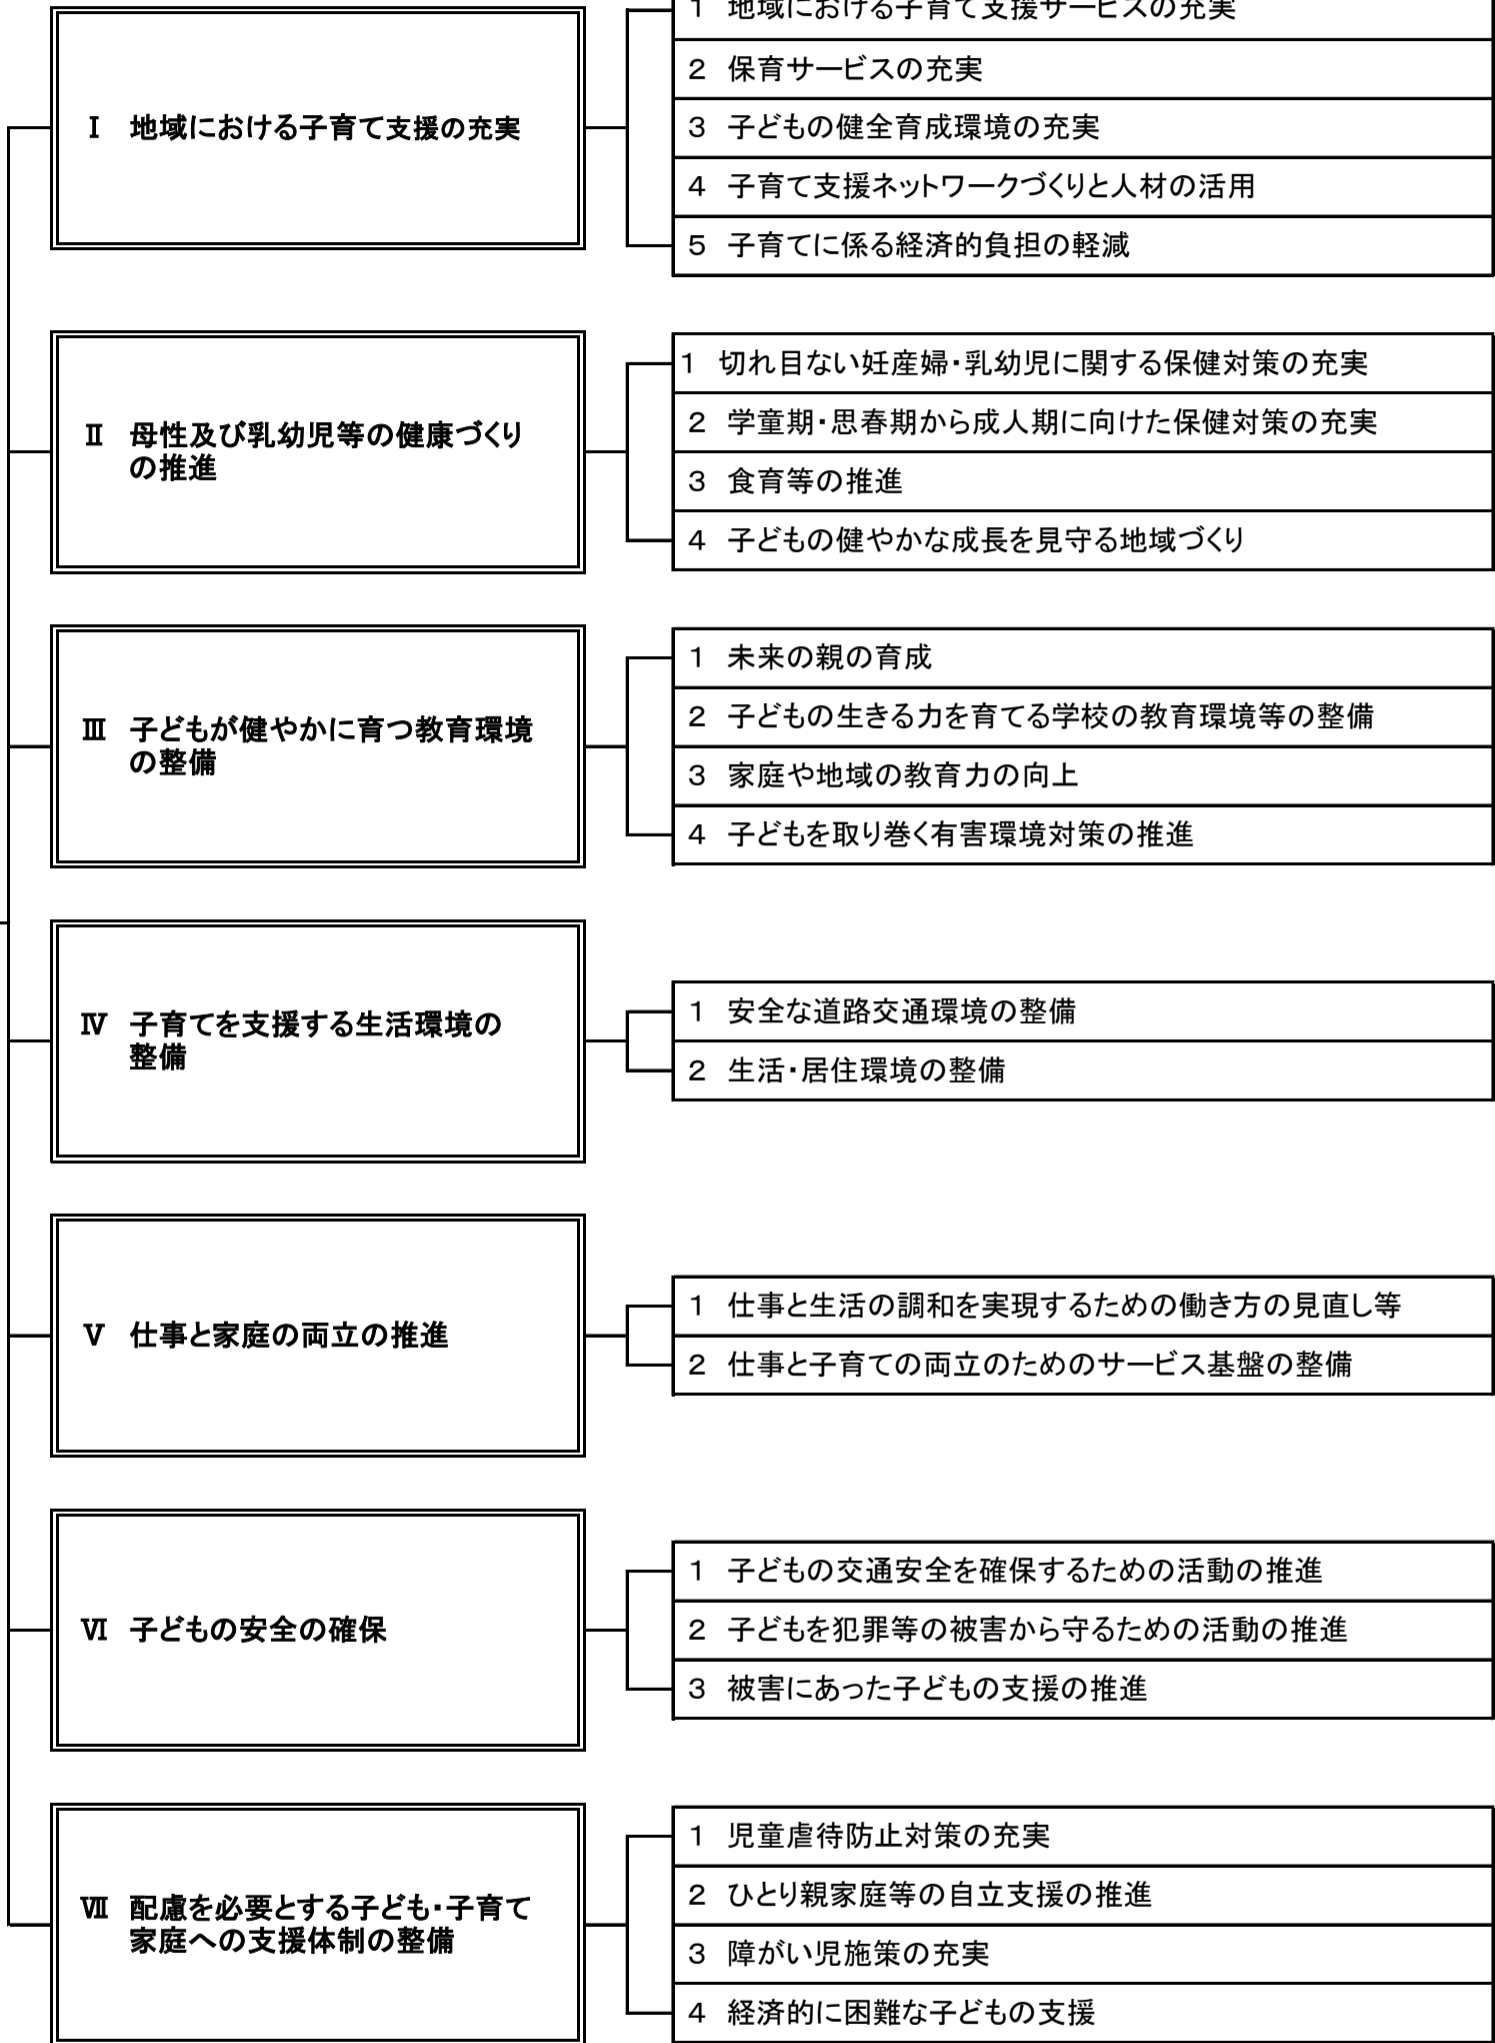 Ⅰ 地域における子育て支援の充実
1 地域における子育て支援サービスの充実
2 保育サービスの充実
3 子どもの健全育成環境の充実
4 子育て支援ネットワークづくりと人材の活用
5 子育てに係る経済的負担の軽減
Ⅱ 母性及び乳幼児等の健康づくり
の推進
1 切れ目ない妊産婦・乳幼児に関する保健対策の充実
2 学童期・思春期から成人期に向けた保健対策の充実
3 食育等の推進
4 子どもの健やかな成長を見守る地域づくり
Ⅲ 子どもが健やかに育つ教育環境
の整備
1 未来の親の育成
2 子どもの生きる力を育てる学校の教育環境等の整備
3 家庭や地域の教育力の向上
4 子どもを取り巻く有害環境対策の推進
Ⅳ 子育てを支援する生活環境の
整備
1 安全な道路交通環境の整備
2 生活・居住環境の整備
Ⅴ 仕事と家庭の両立の推進
1 仕事と生活の調和を実現するための働き方の見直し等
2 仕事と子育ての両立のためのサービス基盤の整備
Ⅵ 子どもの安全の確保
1 子どもの交通安全を確保するための活動の推進
2 子どもを犯罪等の被害から守るための活動の推進
3 被害にあった子どもの支援の推進
Ⅶ 配慮を必要とする子ども・子育て
家庭への支援体制の整備
1 児童虐待防止対策の充実
2 ひとり親家庭等の自立支援の推進
3 障がい児施策の充実
4 経済的に困難な子どもの支援